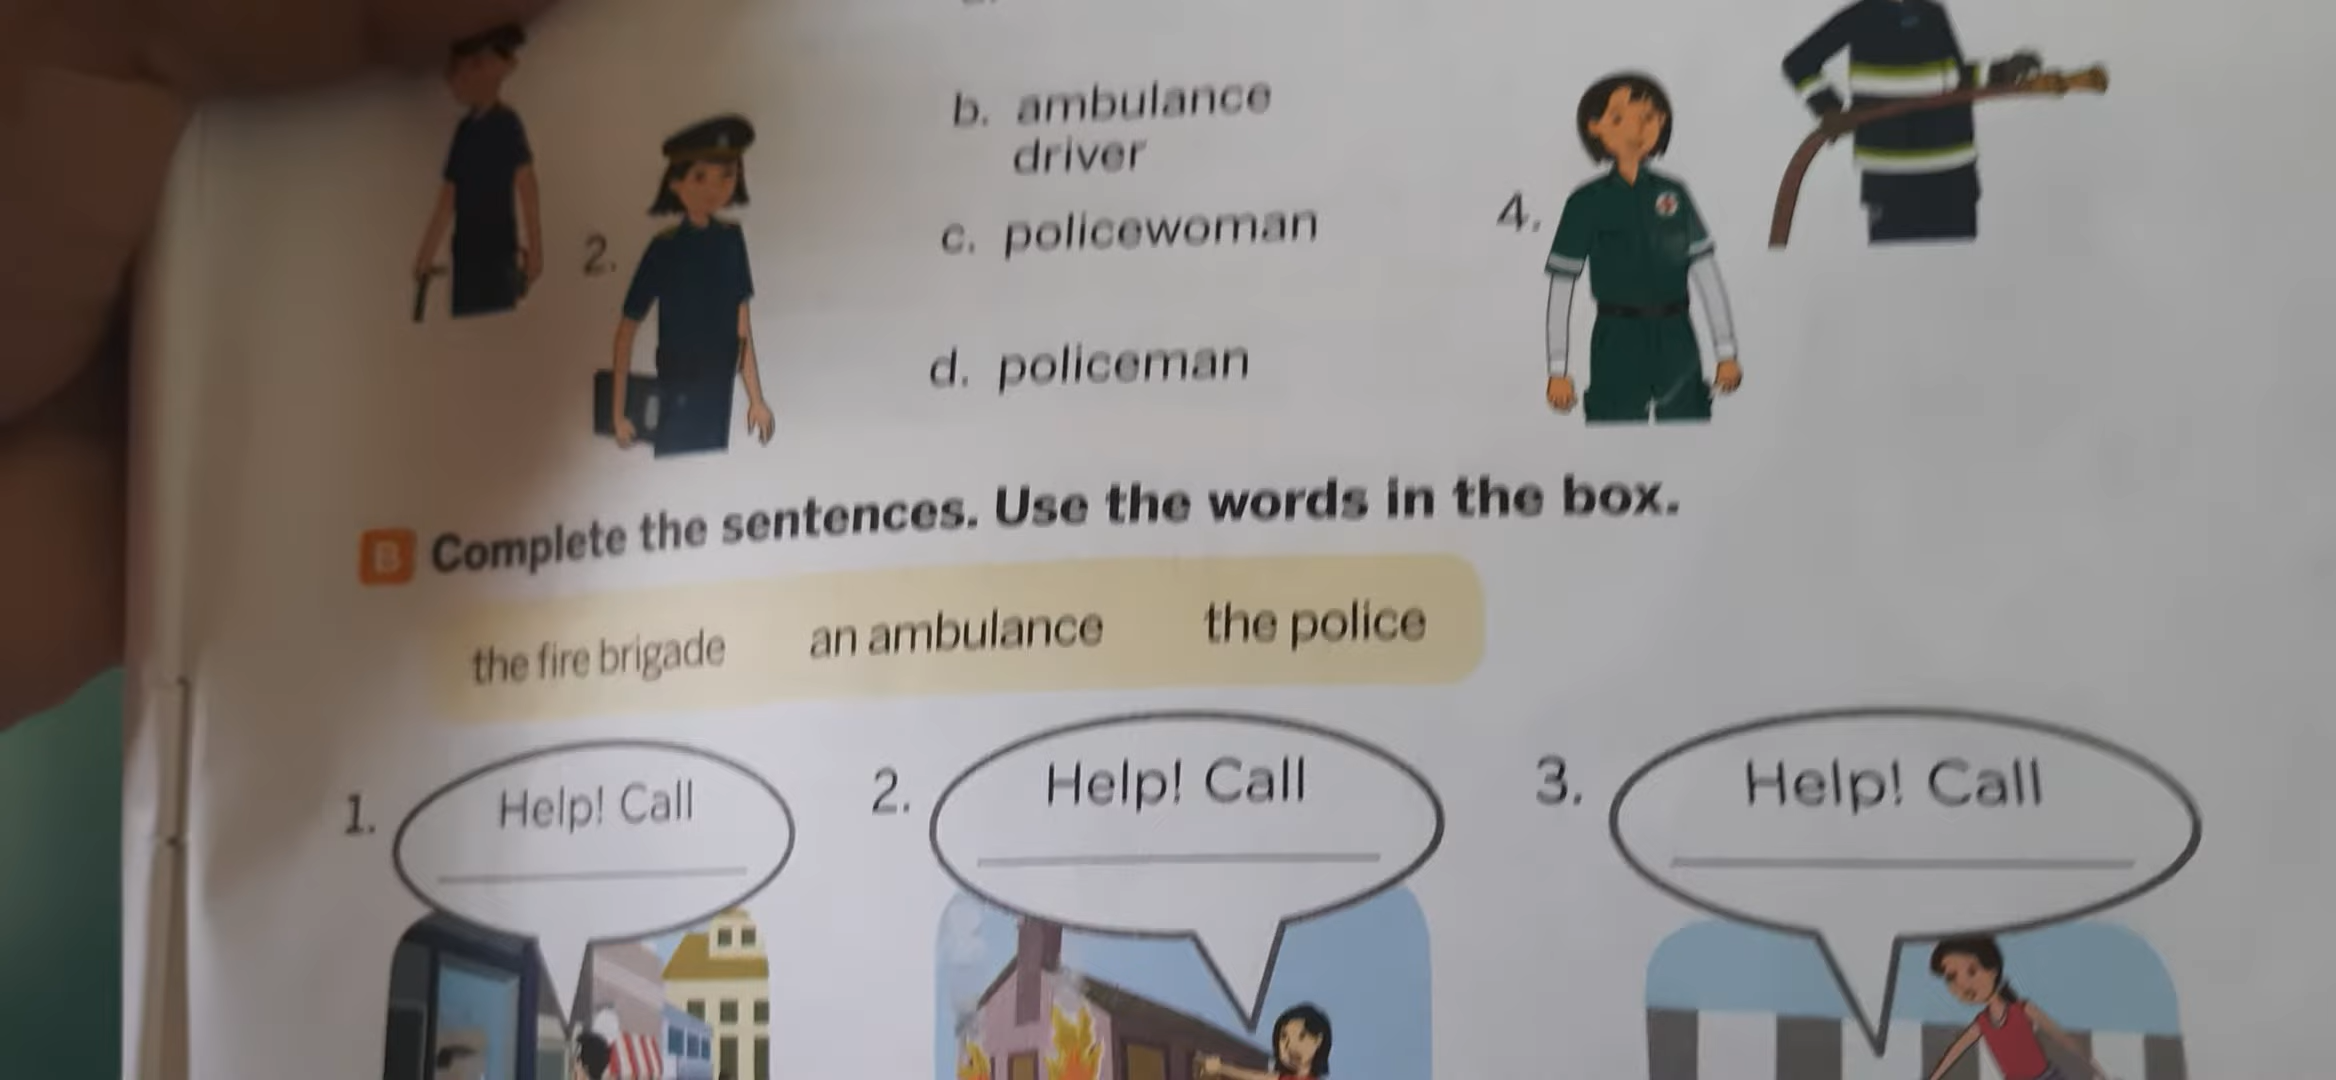 b. ambulance
driver
2.
c. policewoman
4.
d. policeman
B Complete the sentences. Use the words in the box.
the fire brigade an ambulance the police
1. Help! Call
2. Help! Call
3. Help! Call